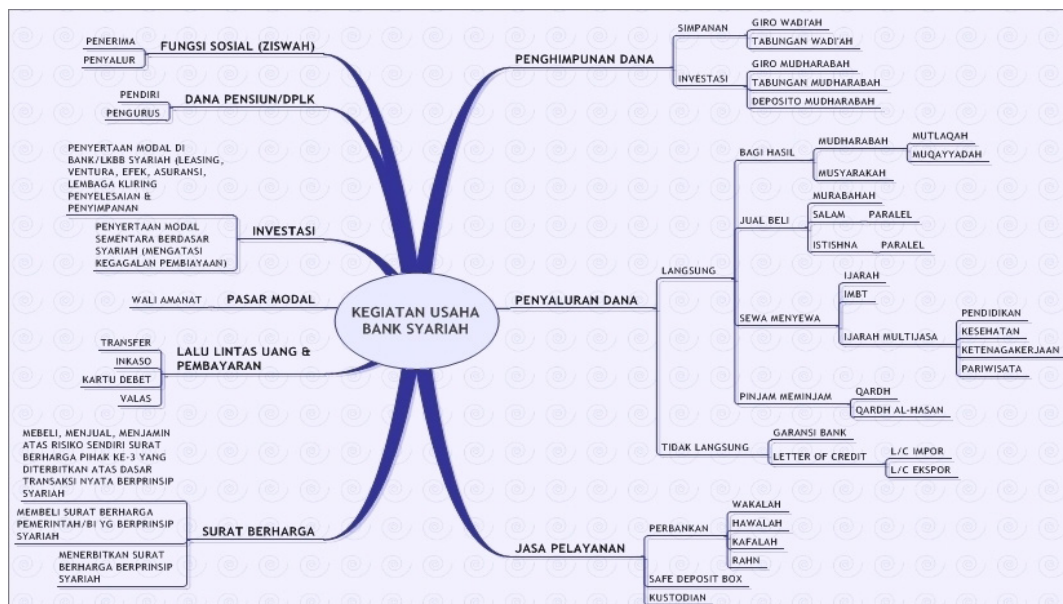 KEGIATAN USAHA
BANK SYARIAH
FUNGSI SOSIAL (ZISWAH)
PENERIMA
PENYALUR
DANA PENSIUN/DPLK
PENDIRI
PENGURUS
INVESTASI
PENYERTAAN MODAL DI
BANK/LKBB SYARIAH (LEASING,
VENTURA, EFEK, ASURANSI,
LEMBAGA KLIRING
PENYELESAIAN &
PENYIMPANAN
PENYERTAAN MODAL
SEMENTARA BERDASAR
SYARIAH (MENGATASI
KEGAGALAN PEMBIAYAAN)
PASAR MODAL
WALI AMANAT
LALU LINTAS UANG &
PEMBAYARAN
TRANSFER
INKASO
KARTU DEBET
VALAS
SURAT BERHARGA
MEBELI, MENJUAL, MENJAMIN
ATAS RISIKO SENDIRI SURAT
BERHARGA PIHAK KE-3 YANG
DITERBITKAN ATAS DASAR
TRANSAKSI NYATA BERPRINSIP
SYARIAH
MEMBELI SURAT BERHARGA
PEMERINTAH/BI YG BERPRINSIP
SYARIAH
MENERBITKAN SURAT
BERHARGA BERPRINSIP
SYARIAH
PENGHIMPUNAN DANA
SIMPANAN
GIRO WADI'AH
TABUNGAN WADI'AH
INVESTASI
GIRO MUDHARABAH
TABUNGAN MUDHARABAH
DEPOSITO MUDHARABAH
PENYALURAN DANA
LANGSUNG
BAGI HASIL
MUDHARABAH
MUTLAQAH
MUQAYYADAH
MUSYARAKAH
JUAL BELI
MURABAHAH
SALAM PARALEL
ISTISHNA PARALEL
SEWA MENYEWA
IJARAH
IMBT
IJARAH MULTIJASA
PENDIDIKAN
KESEHATAN
KETENAGAKERJAAN
PARIWISATA
PINJAM MEMINJAM
QARDH
QARDH AL-HASAN
TIDAK LANGSUNG
GARANSI BANK
LETTER OF CREDIT
L/C IMPOR
L/C EKSPOR
JASA PELAYANAN
PERBANKAN
WAKALAH
HAWALAH
KAFALAH
RAHN
SAFE DEPOSIT BOX
KUSTODIAN